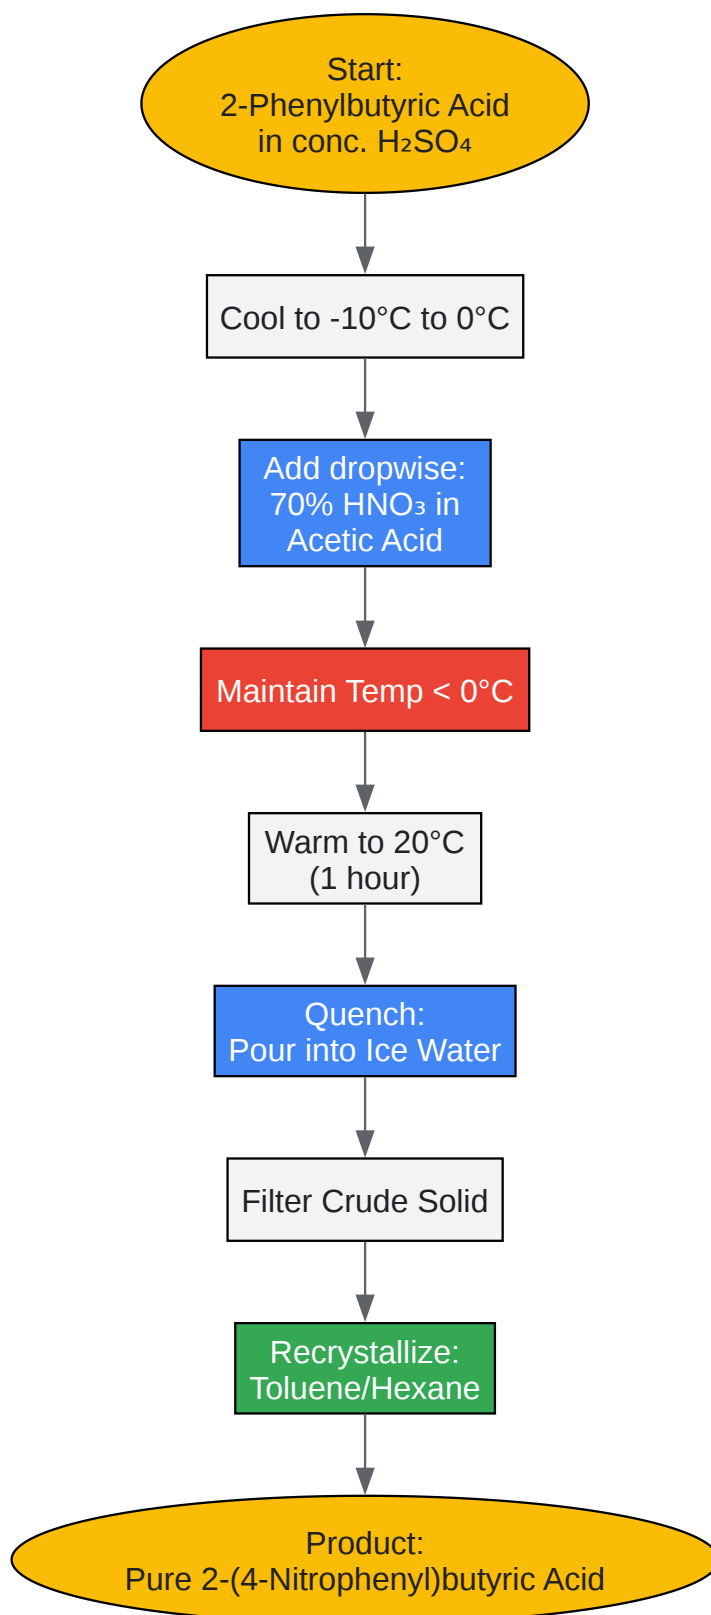 Start:
2-Phenylbutyric Acid
in conc. H₂SO₄
Cool to -10°C to 0°C
Add dropwise:
70% HNO₃ in
Acetic Acid
Maintain Temp < 0°C
Warm to 20°C
(1 hour)
Quench:
Pour into Ice Water
Filter Crude Solid
Recrystallize:
Toluene/Hexane
Product:
Pure 2-(4-Nitrophenyl)butyric Acid